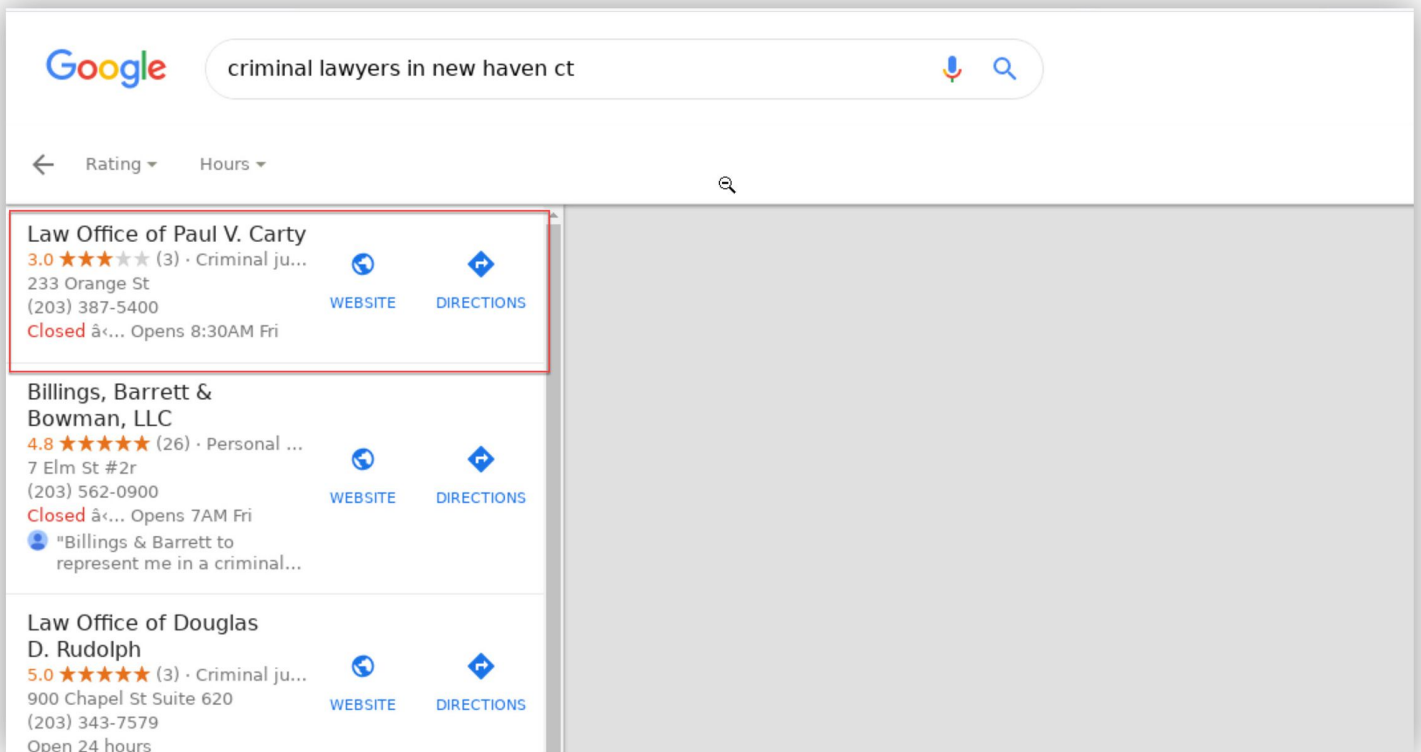 Google
criminal lawyers in new haven ct
Rating
Hours
Law Office of Paul V. Carty
3.0 ★★★★★ (3) · Criminal ju...
233 Orange St
(203) 387-5400
Closed â‹... Opens 8:30AM Fri
WEBSITE
DIRECTIONS
Billings, Barrett &
Bowman, LLC
4.8 ★★★★★ (26) · Personal ...
7 Elm St #2r
(203) 562-0900
Closed â‹... Opens 7AM Fri
"Billings & Barrett to
represent me in a criminal...
WEBSITE
DIRECTIONS
Law Office of Douglas
D. Rudolph
5.0 ★★★★★ (3) · Criminal ju...
900 Chapel St Suite 620
(203) 343-7579
Open 24 hours
WEBSITE
DIRECTIONS